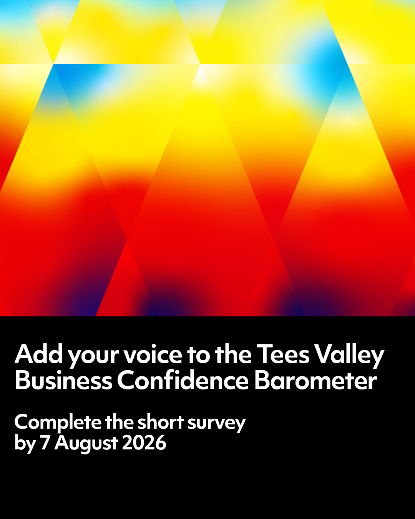 Add your voice to the Tees Valley
Business Confidence Barometer
Complete the short survey
by 7 August 2026